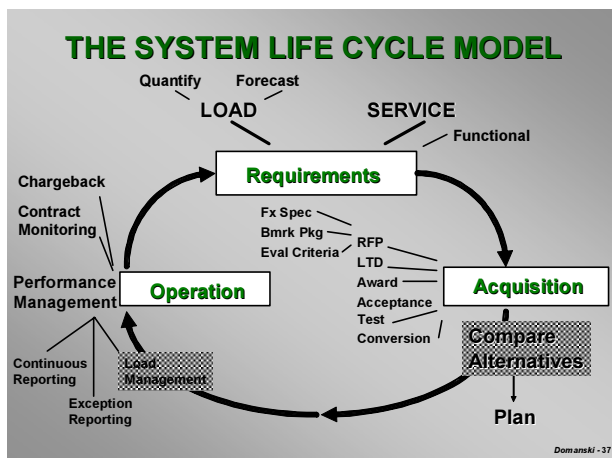 THE SYSTEM LIFE CYCLE MODEL
Quantify
Forecast
LOAD
SERVICE
Functional
Requirements
Chargeback
Contract
Monitoring
Fx Spec
Bmrk Pkg
Eval Criteria
RFP
LTD
Award
Acceptance
Test
Conversion
Performance
Management
Operation
Acquisition
Compare
Alternatives
Continuous
Reporting
Load
Management
Exception
Reporting
Plan
Domanski - 37